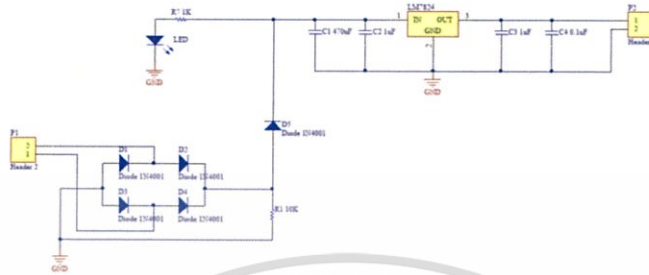 R7 1K
LED
GND
C1 470uF
C2 1uF
LM7824
1
IN
OUT
3
GND
2
GND
C3 1uF
C4 0.1uF
P2
1
2
Header
D5
Diode 1N4001
P1
2
1
Header 2
D1
Diode 1N4001
D2
Diode 1N4001
D3
Diode 1N4001
D4
Diode 1N4001
R1 10K
GND